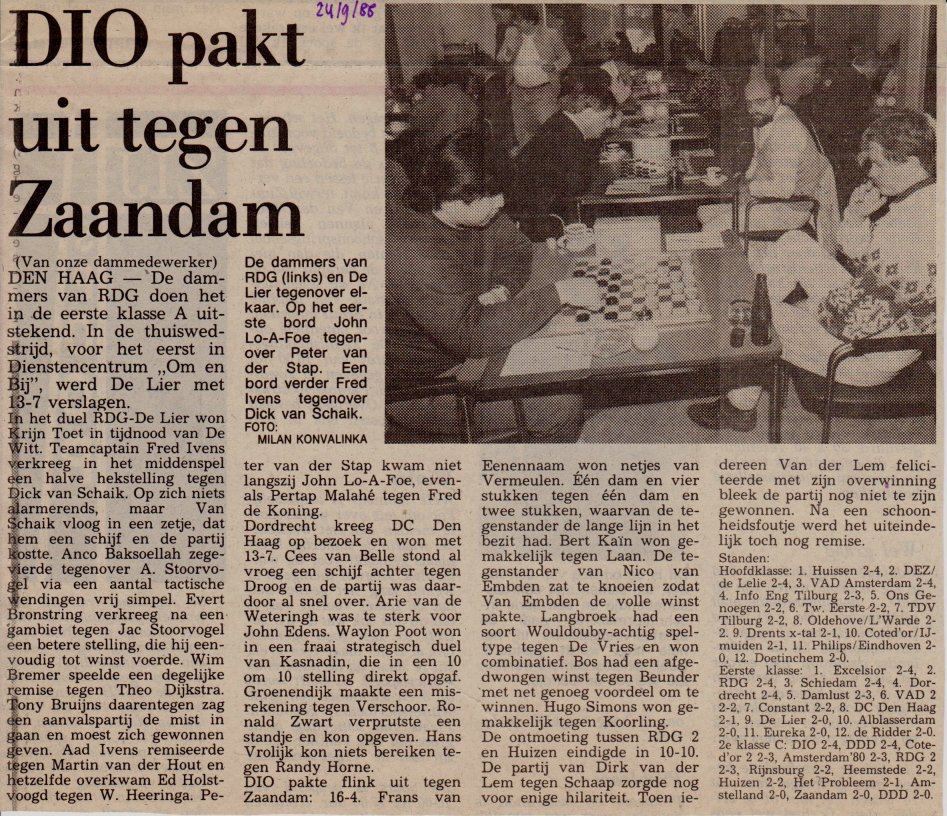 24/9/88
DIO pakt
uit tegen
Zaandam
(Van onze dammedewerker)
DEN HAAG — De dam-
mers van RDG doen het
in de eerste klasse A uit-
stekend. In de thuiswed-
strijd, voor het eerst in
Dienstencentrum „Om en
Bij”, werd De Lier met
13-7 verslagen.
In het duel RDG-De Lier won
Krijn Toet in tijdnood van De
Witt. Teamcaptain Fred Ivens
verkreeg in het middenspel
een halve hekstelling tegen
Dick van Schaik. Op zich niets
alarmerends, maar Van
Schaik vloog in een zetje, dat
hem een schijf en de partij
kostte. Anco Baksoellah zege-
vierde tegenover A. Stoorvo-
gel via een aantal tactische
wendingen vrij simpel. Evert
Bronstring verkreeg na een
gambiet tegen Jac Stoorvogel
een betere stelling, die hij een-
voudig tot winst voerde. Wim
Bremer speelde een degelijke
remise tegen Theo Dijkstra.
Tony Bruijns daarentegen zag
een aanvalspartij de mist in
gaan en moest zich gewonnen
geven. Aad Ivens remiseerde
tegen Martin van der Hout en
hetzelfde overkwam Ed Holst-
voogd tegen W. Heeringa. Pe-
De dammers van
RDG (links) en De
Lier tegenover el-
kaar. Op het eer-
ste bord John
Lo-A-Foe tegen-
over Peter van
der Stap. Een
bord verder Fred
Ivens tegenover
Dick van Schaik.
FOTO:
MILAN KONVALINKA
ter van der Stap kwam niet
langszij John Lo-A-Foe, even-
als Pertap Malahé tegen Fred
de Koning.
Dordrecht kreeg DC Den
Haag op bezoek en won met
13-7. Cees van Belle stond al
vroeg een schijf achter tegen
Droog en de partij was daar-
door al snel over. Arie van de
Weteringh was te sterk voor
John Edens. Waylon Poot won
in een fraai strategisch duel
van Kasnadin, die in een 10
om 10 stelling direkt opgaf.
Groenendijk maakte een mis-
rekening tegen Verschoor. Ro-
nald Zwart verprutste een
standje en kon opgeven. Hans
Vrolijk kon niets bereiken te-
gen Randy Horne.
DIO pakte flink uit tegen
Zaandam: 16-4. Frans van
Eenennaam won netjes van
Vermeulen. Één dam en vier
stukken tegen één dam en
twee stukken, waarvan de te-
genstander de lange lijn in het
bezit had. Bert Kaïn won ge-
makkelijk tegen Laan. De te-
genstander van Nico van
Embden zat te knoeien zodat
Van Embden de volle winst
pakte. Langbroek had een
soort Wouldouby-achtig spel-
type tegen De Vries en won
combinatief. Bos had een afge-
dwongen winst tegen Beunder
met net genoeg voordeel om te
winnen. Hugo Simons won ge-
makkelijk tegen Koorling.
De ontmoeting tussen RDG 2
en Huizen eindigde in 10-10.
De partij van Dirk van der
Lem tegen Schaap zorgde nog
voor enige hilariteit. Toen ie-
dereen Van der Lem felici-
teerde met zijn overwinning
bleek de partij nog niet te zijn
gewonnen. Na een schoon-
heidsfoutje werd het uiteinde-
lijk toch nog remise.
Standen:
Hoofdklasse: 1. Huissen 2-4, 2. DEZ/
de Lelie 2-4, 3. VAD Amsterdam 2-4,
4. Info Eng Tilburg 2-3, 5. Ons Ge-
noegen 2-2, 6. Tw. Eerste 2-2, 7. TDV
Tilburg 2-2, 8. Oldehove/L'Warde 2-
2. 9. Drents x-tal 2-1, 10. Coted'or/IJ-
muiden 2-1, 11. Philips/Eindhoven 2-
0, 12. Doetinchem 2-0.
Eerste klasse: 1. Excelsior 2-4, 2.
RDG 2-4, 3. Schiedam 2-4, 4. Dor-
drecht 2-4, 5. Damlust 2-3, 6. VAD 2
2-2, 7. Constant 2-2, 8. DC Den Haag
2-1, 9. De Lier 2-0, 10. Alblasserdam
2-0, 11. Eureka 2-0, 12. de Ridder 2-0.
2e klasse C: DIO 2-4, DDD 2-4, Cote-
d'or 2 2-3, Amsterdam'80 2-3, RDG 2
2-3, Rijnsburg 2-2, Heemstede 2-2,
Huizen 2-2, Het Probleem 2-1, Am-
stelland 2-0, Zaandam 2-0, DDD 2-0.